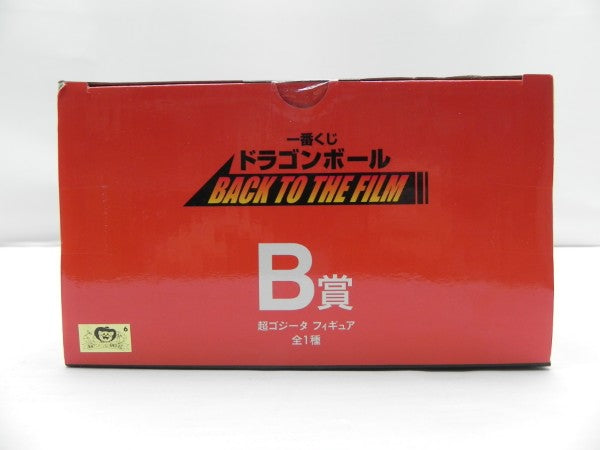 一番くじ
ドラゴンボール
BACK TO THE FILM
B賞
超ゴジータ フィギュア
全1種
6